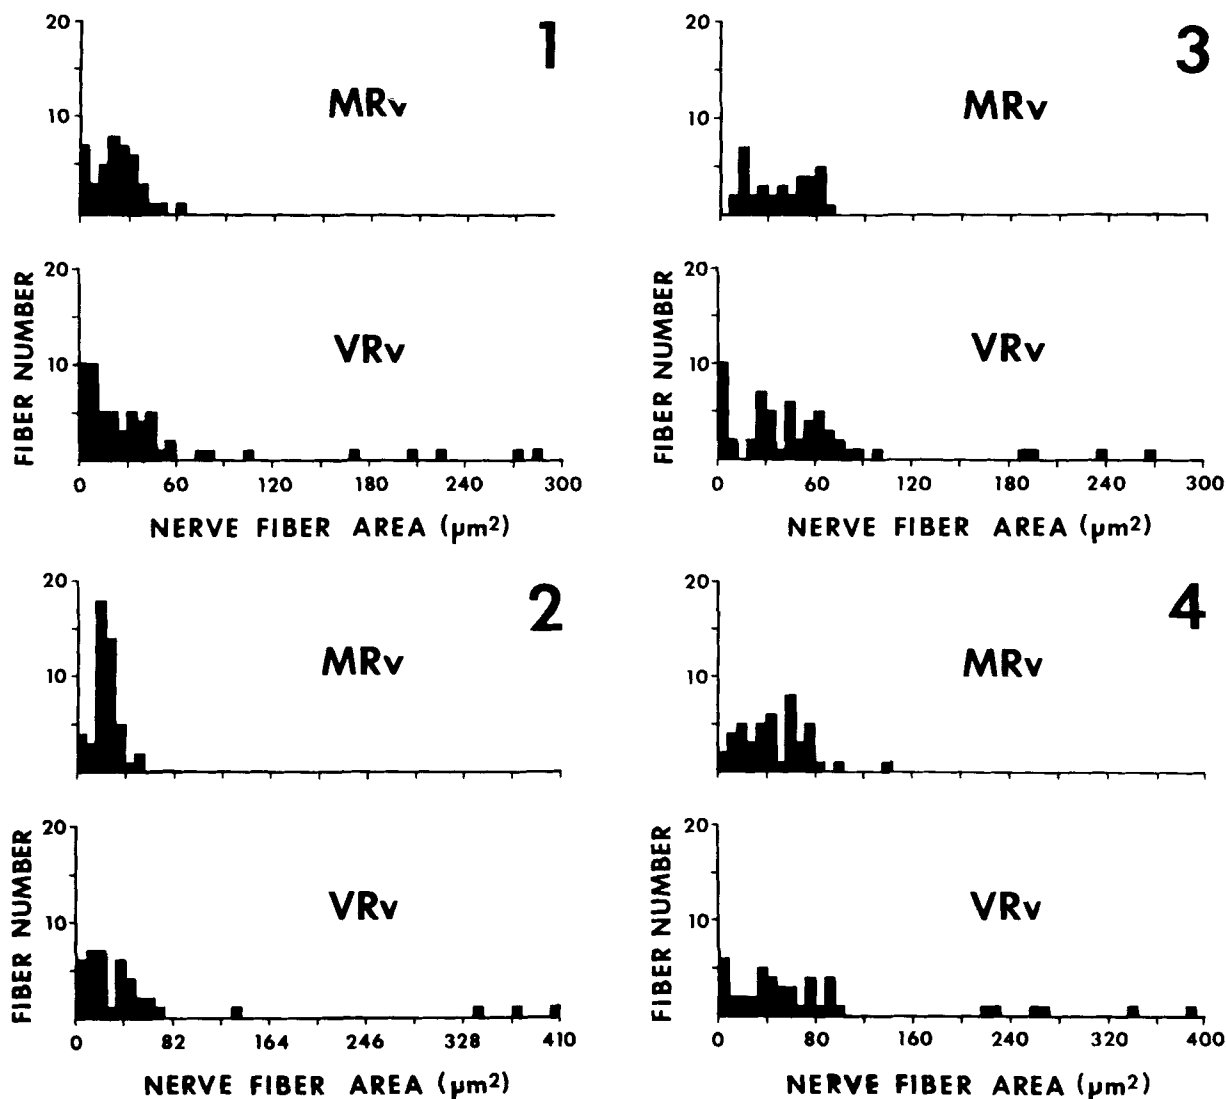 20
10
MRv
1
20
10
FIBER NUMBER
VRv
0 60 120 180 240 300
NERVE FIBER AREA (µm2)
20
10
MRv
3
20
10
FIBER NUMBER
VRv
0 60 120 180 240 300
NERVE FIBER AREA (µm2)
20
10
MRv
2
20
10
FIBER NUMBER
VRv
0 82 164 246 328 410
NERVE FIBER AREA (µm2)
20
10
MRv
4
20
10
FIBER NUMBER
VRv
0 80 160 240 320 400
NERVE FIBER AREA (µm2)